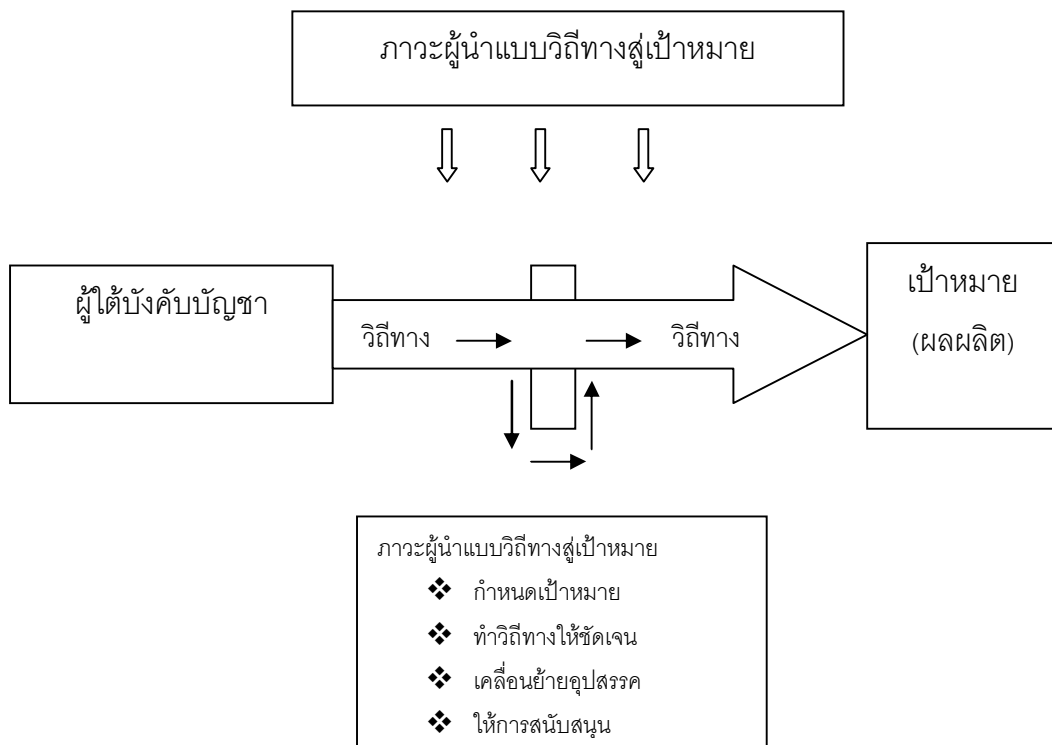 ภาวะผู้นำแบบวิถีทางสู่เป้าหมาย
ผู้ใต้บังคับบัญชา
วิถีทาง
วิถีทาง
เป้าหมาย
(ผลผลิต)
ภาวะผู้นำแบบวิถีทางสู่เป้าหมาย
❖ กำหนดเป้าหมาย
❖ ทำวิถีทางให้ชัดเจน
❖ เคลื่อนย้ายอุปสรรค
❖ ให้การสนับสนุน